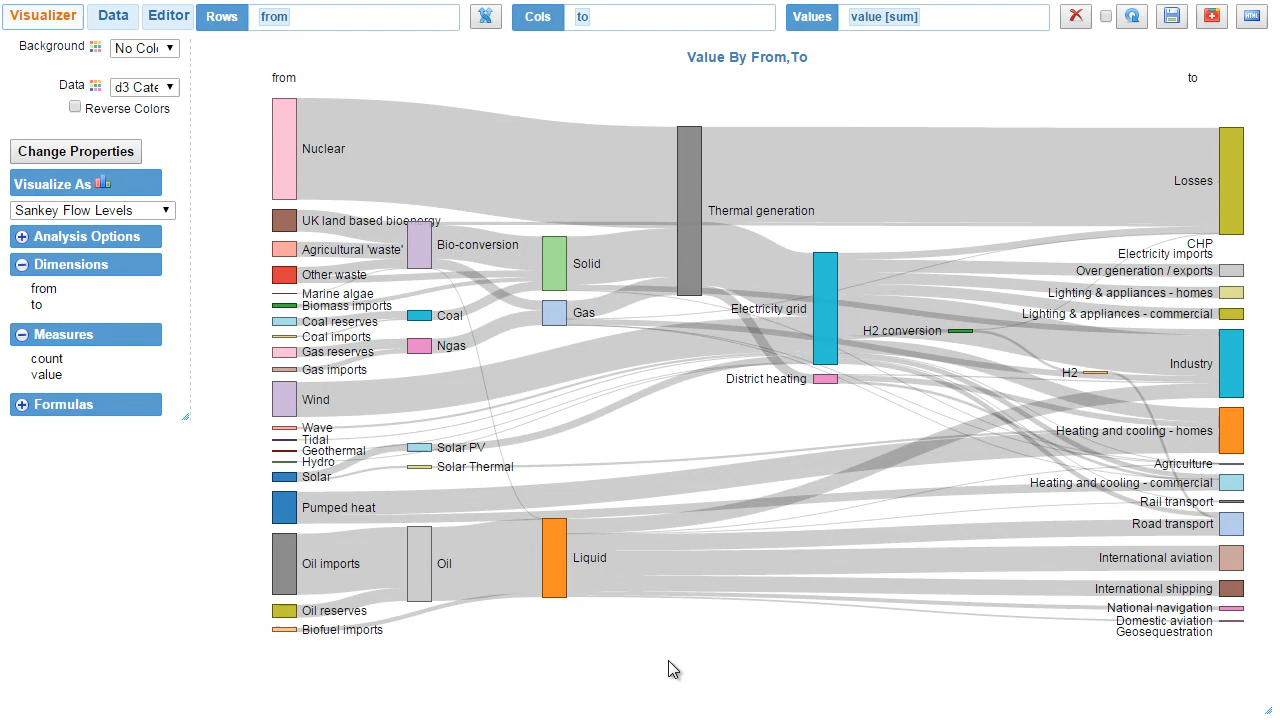 Visualizer Data Editor Rows from Cols to Values value [sum]
Background No Colo
Data d3 Cate
Reverse Colors
Change Properties
Visualize As
Sankey Flow Levels
Analysis Options
Dimensions
from
to
Measures
count
value
Formulas
Value By From,To
from to
Nuclear
UK land based bioenergy
Agricultural 'waste'
Other waste
Marine algae
Biomass imports
Coal reserves
Coal imports
Gas reserves
Gas imports
Wind
Wave
Tidal
Geothermal
Hydro
Solar
Pumped heat
Oil imports
Oil reserves
Biofuel imports
Bio-conversion
Coal
Ngas
Solar PV
Solar Thermal
Oil
Solid
Gas
Liquid
Thermal generation
Electricity grid
District heating
H2 conversion
H2
Losses
CHP
Electricity imports
Over generation / exports
Lighting & appliances - homes
Lighting & appliances - commercial
Industry
Heating and cooling - homes
Agriculture
Heating and cooling - commercial
Rail transport
Road transport
International aviation
International shipping
National navigation
Domestic aviation
Geosequestration